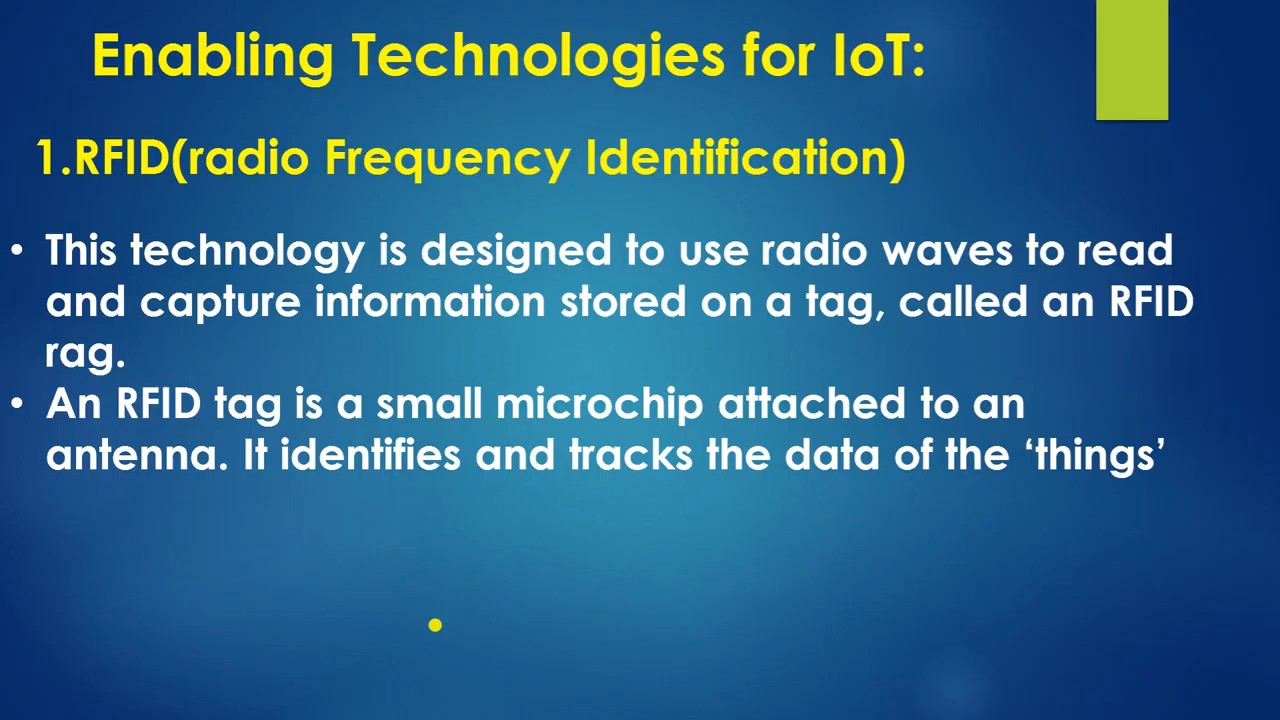 Enabling Technologies for IoT:
1.RFID(radio Frequency Identification)
• This technology is designed to use radio waves to read
and capture information stored on a tag, called an RFID
rag.
• An RFID tag is a small microchip attached to an
antenna. It identifies and tracks the data of the ‘things’